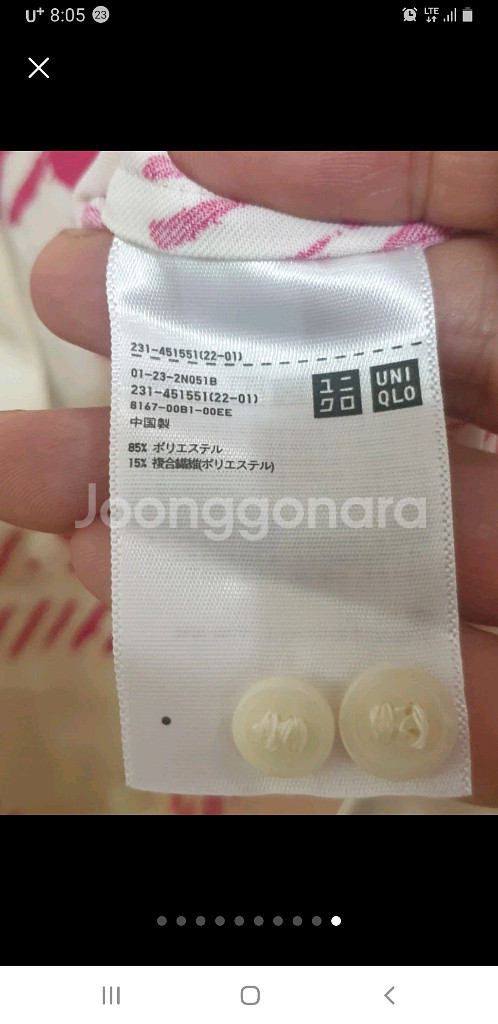 U+ 8:05 23
LTE
231-451551(22-01)
01-23-2N051B
231-451551(22-01)
8167-00B1-00EE
中国製
ユニクロ
UNIQLO
85% ポリエステル
15% 複合繊維(ポリエステル)
Joonggonara